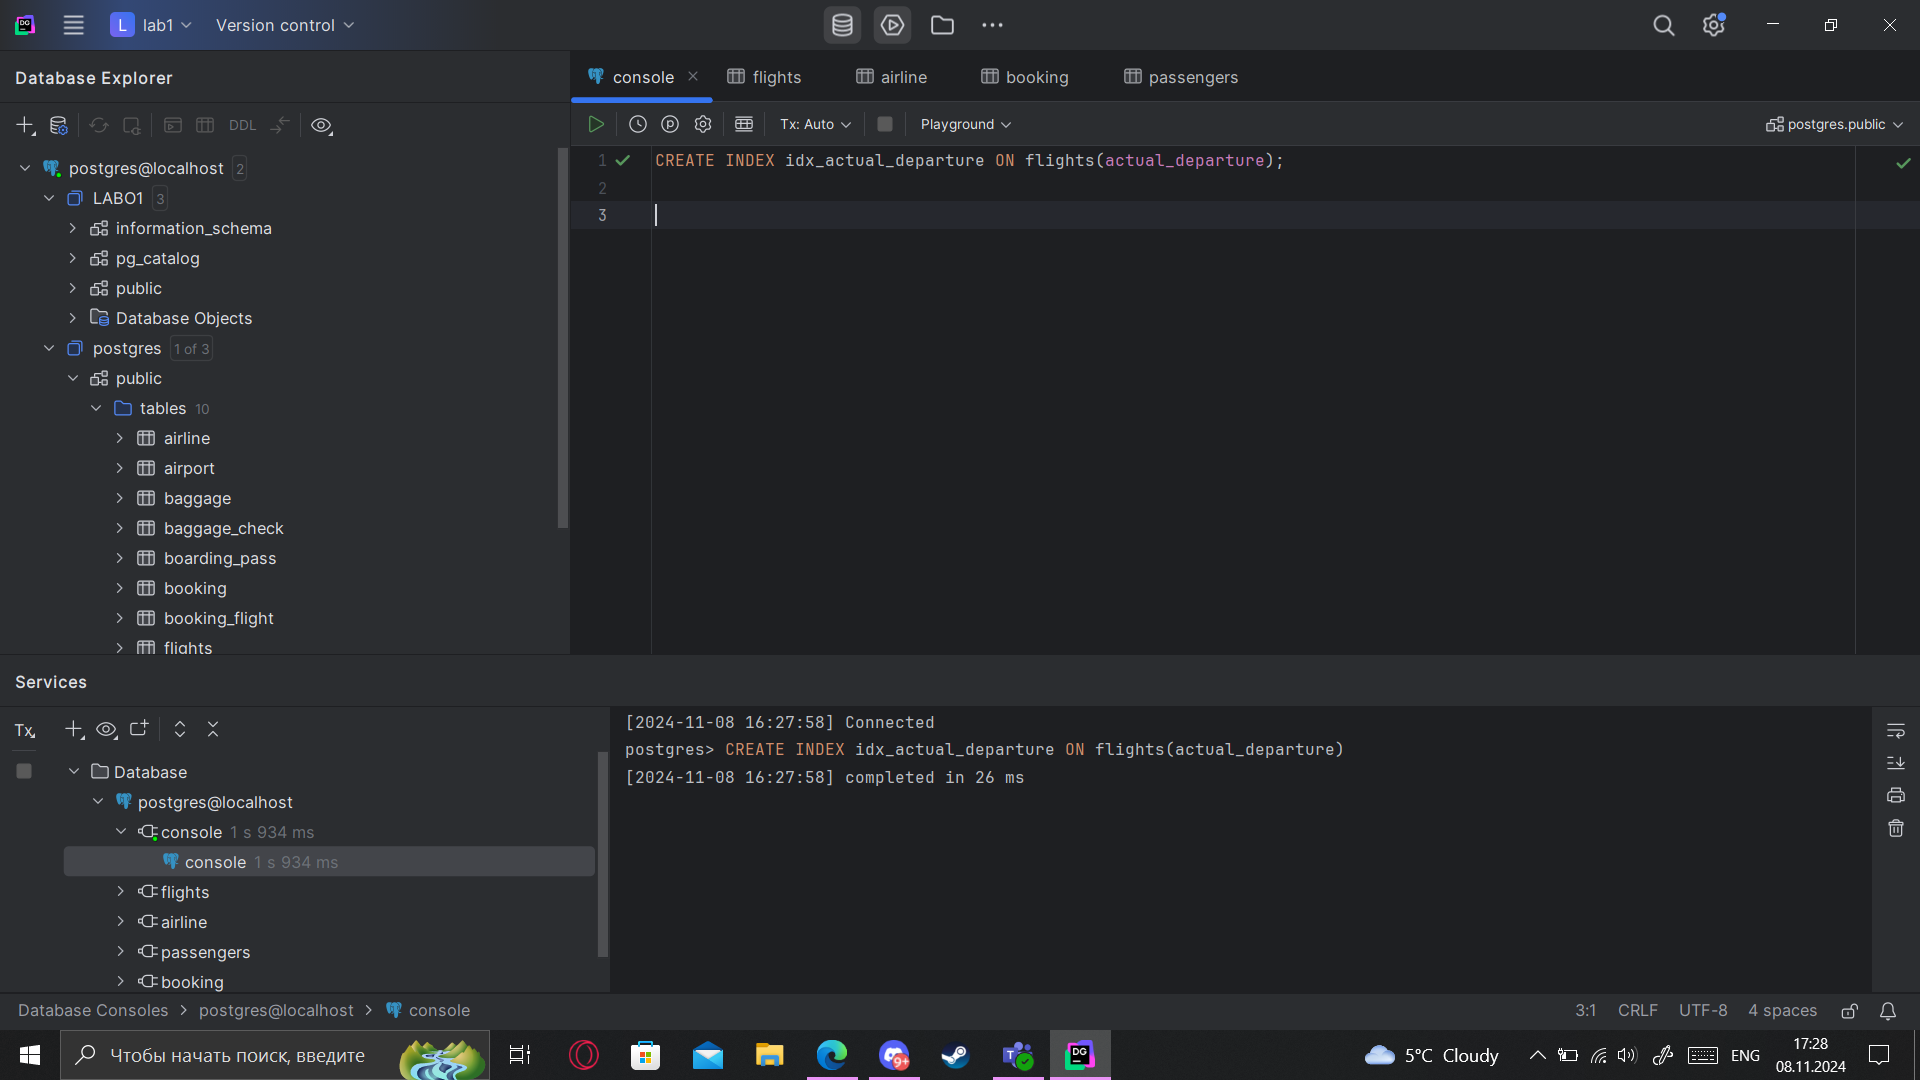 L lab1 Version control
Database Explorer
console flights airline booking passengers
DDL
Tx: Auto Playground postgres.public
postgres@localhost 2
LABO1 3
information_schema
pg_catalog
public
Database Objects
postgres 1 of 3
public
tables 10
airline
airport
baggage
baggage_check
boarding_pass
booking
booking_flight
flights
1 CREATE INDEX idx_actual_departure ON flights(actual_departure);
2
3
Services
Tx
Database
postgres@localhost
console 1 s 934 ms
console 1 s 934 ms
flights
airline
passengers
booking
[2024-11-08 16:27:58] Connected
postgres> CREATE INDEX idx_actual_departure ON flights(actual_departure)
[2024-11-08 16:27:58] completed in 26 ms
Database Consoles > postgres@localhost > console
3:1 CRLF UTF-8 4 spaces
Чтобы начать поиск, введите
9+
DG
5°C Cloudy
ENG
17:28
08.11.2024